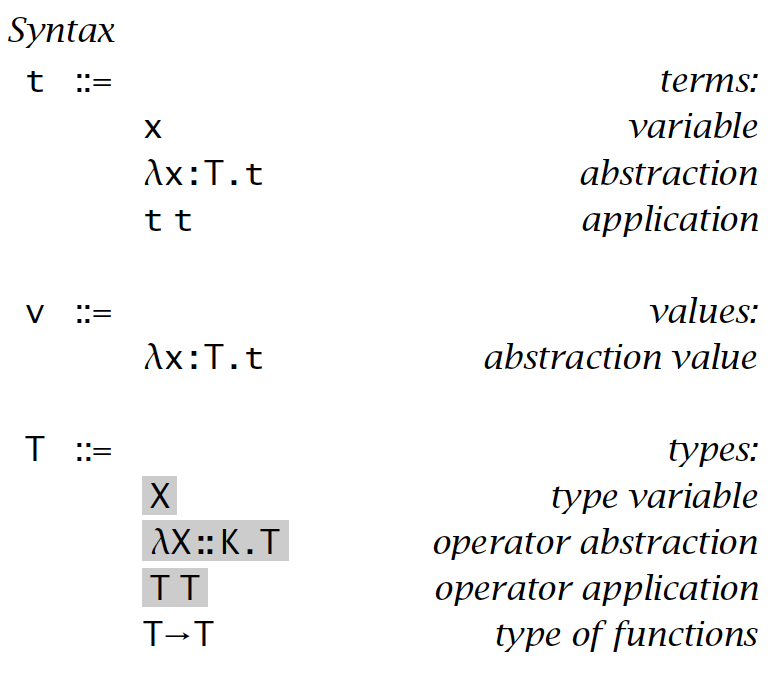 Syntax
t ::= terms:
x variable
λx:T.t abstraction
t t application
v ::= values:
λx:T.t abstraction value
T ::= types:
X type variable
λX::K.T operator abstraction
T T operator application
T→T type of functions